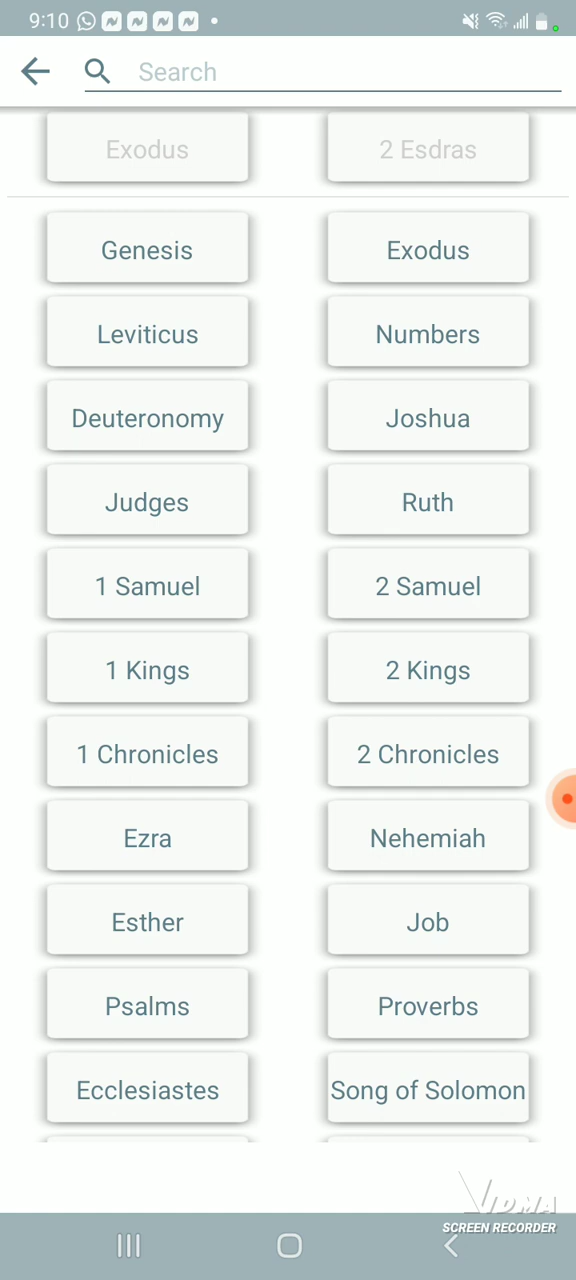 9:10
Search
Exodus 2 Esdras
Genesis Exodus
Leviticus Numbers
Deuteronomy Joshua
Judges Ruth
1 Samuel 2 Samuel
1 Kings 2 Kings
1 Chronicles 2 Chronicles
Ezra Nehemiah
Esther Job
Psalms Proverbs
Ecclesiastes Song of Solomon
VIDMA
SCREEN RECORDER